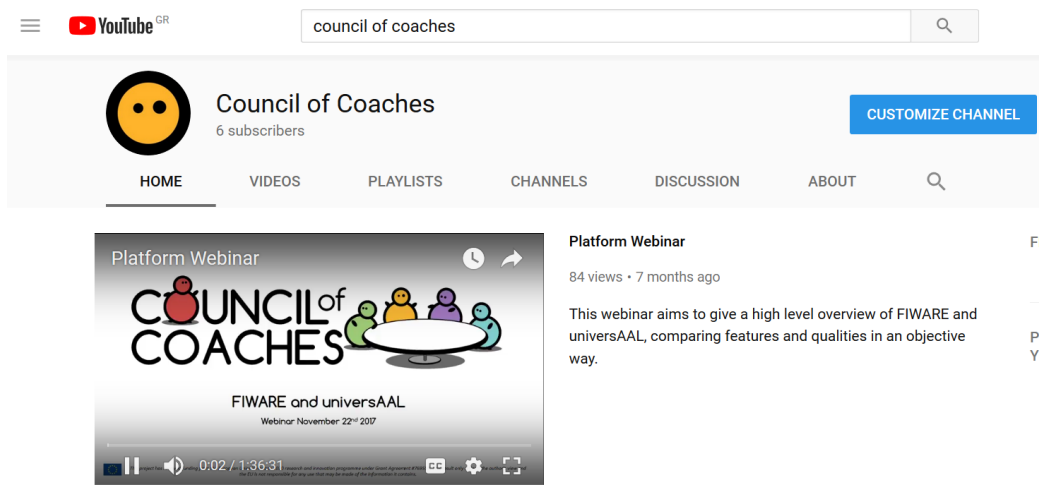 YouTube GR
council of coaches
Council of Coaches
6 subscribers
CUSTOMIZE CHANNEL
HOME VIDEOS PLAYLISTS CHANNELS DISCUSSION ABOUT
Platform Webinar
COUNCIL of
COACHES
FIWARE and universAAL
Webinar November 22nd 2017
0:02 / 1:36:31
CC
Platform Webinar
84 views • 7 months ago
This webinar aims to give a high level overview of FIWARE and
universAAL, comparing features and qualities in an objective
way.
F
P
Y